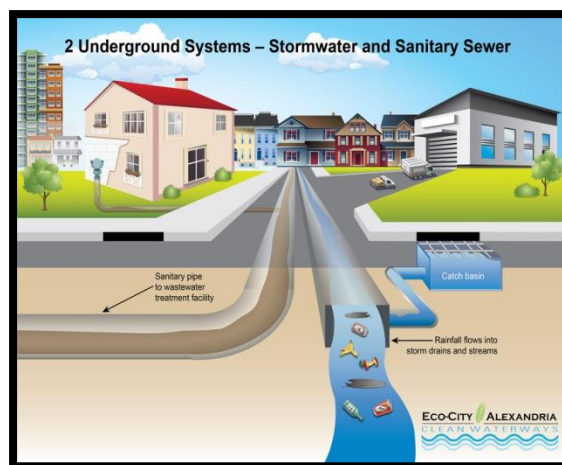 2 Underground Systems – Stormwater and Sanitary Sewer
Sanitary pipe
to wastewater
treatment facility
Catch basin
Rainfall flows into
storm drains and streams
ECO-CITY ALEXANDRIA
CLEAN WATERWAYS